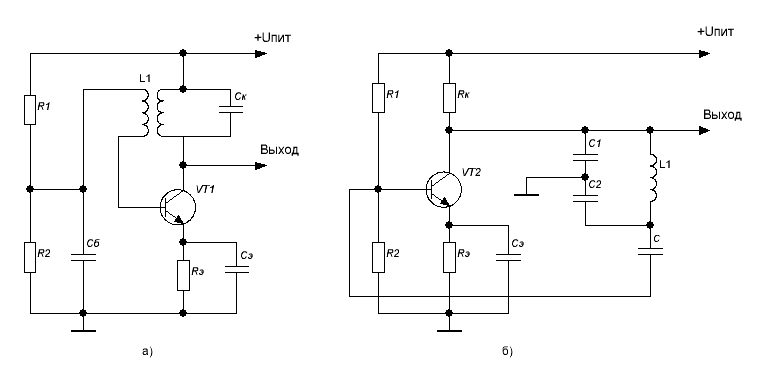 +Uпит
L1
R1
Cк
Выход
VT1
R2
Cб
Rэ
Cэ
а)
+Uпит
R1
Rк
Выход
C1
L1
VT2
C2
R2
Rэ
Cэ
C
б)